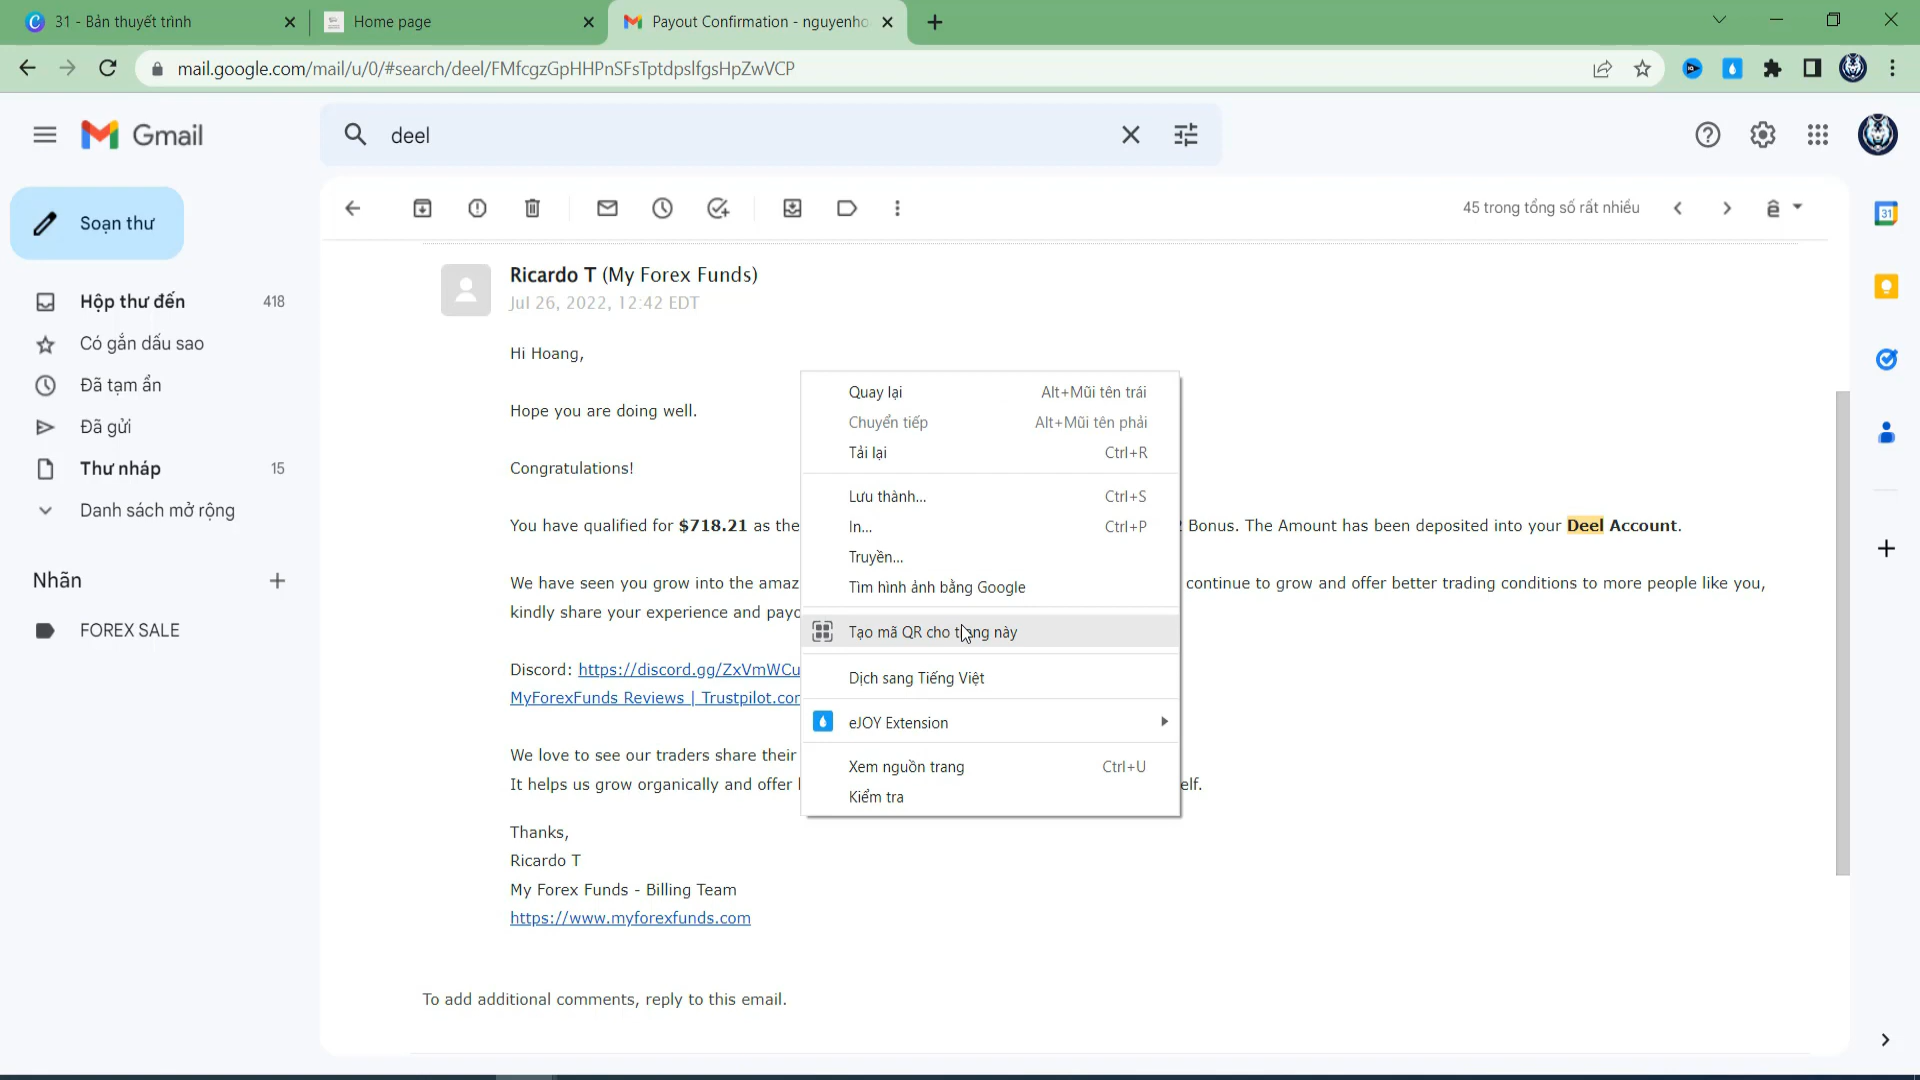 31 - Bản thuyết trình
Home page
Payout Confirmation - nguyenho
mail.google.com/mail/u/0/#search/deel/FMfcgzGpHHPnSFsTptdpslfgsHpZwVCP
Gmail
deel
Soạn thư
45 trong tổng số rất nhiều
Hộp thư đến 418
Có gắn dấu sao
Đã tạm ẩn
Đã gửi
Thư nháp 15
Danh sách mở rộng
Nhãn
FOREX SALE
Ricardo T (My Forex Funds)
Jul 26, 2022, 12:42 EDT
Hi Hoang,
Hope you are doing well.
Congratulations!
You have qualified for $718.21 as the Bonus. The Amount has been deposited into your Deel Account.
We have seen you grow into the amaz continue to grow and offer better trading conditions to more people like you,
kindly share your experience and payo
Discord: https://discord.gg/ZxVmWCu
MyForexFunds Reviews | Trustpilot.com
We love to see our traders share their
It helps us grow organically and offer elf.
Thanks,
Ricardo T
My Forex Funds - Billing Team
https://www.myforexfunds.com
To add additional comments, reply to this email.
Quay lại Alt+Mũi tên trái
Chuyển tiếp Alt+Mũi tên phải
Tải lại Ctrl+R
Lưu thành... Ctrl+S
In... Ctrl+P
Truyền...
Tìm hình ảnh bằng Google
Tạo mã QR cho trang này
Dịch sang Tiếng Việt
eJOY Extension
Xem nguồn trang Ctrl+U
Kiểm tra
31